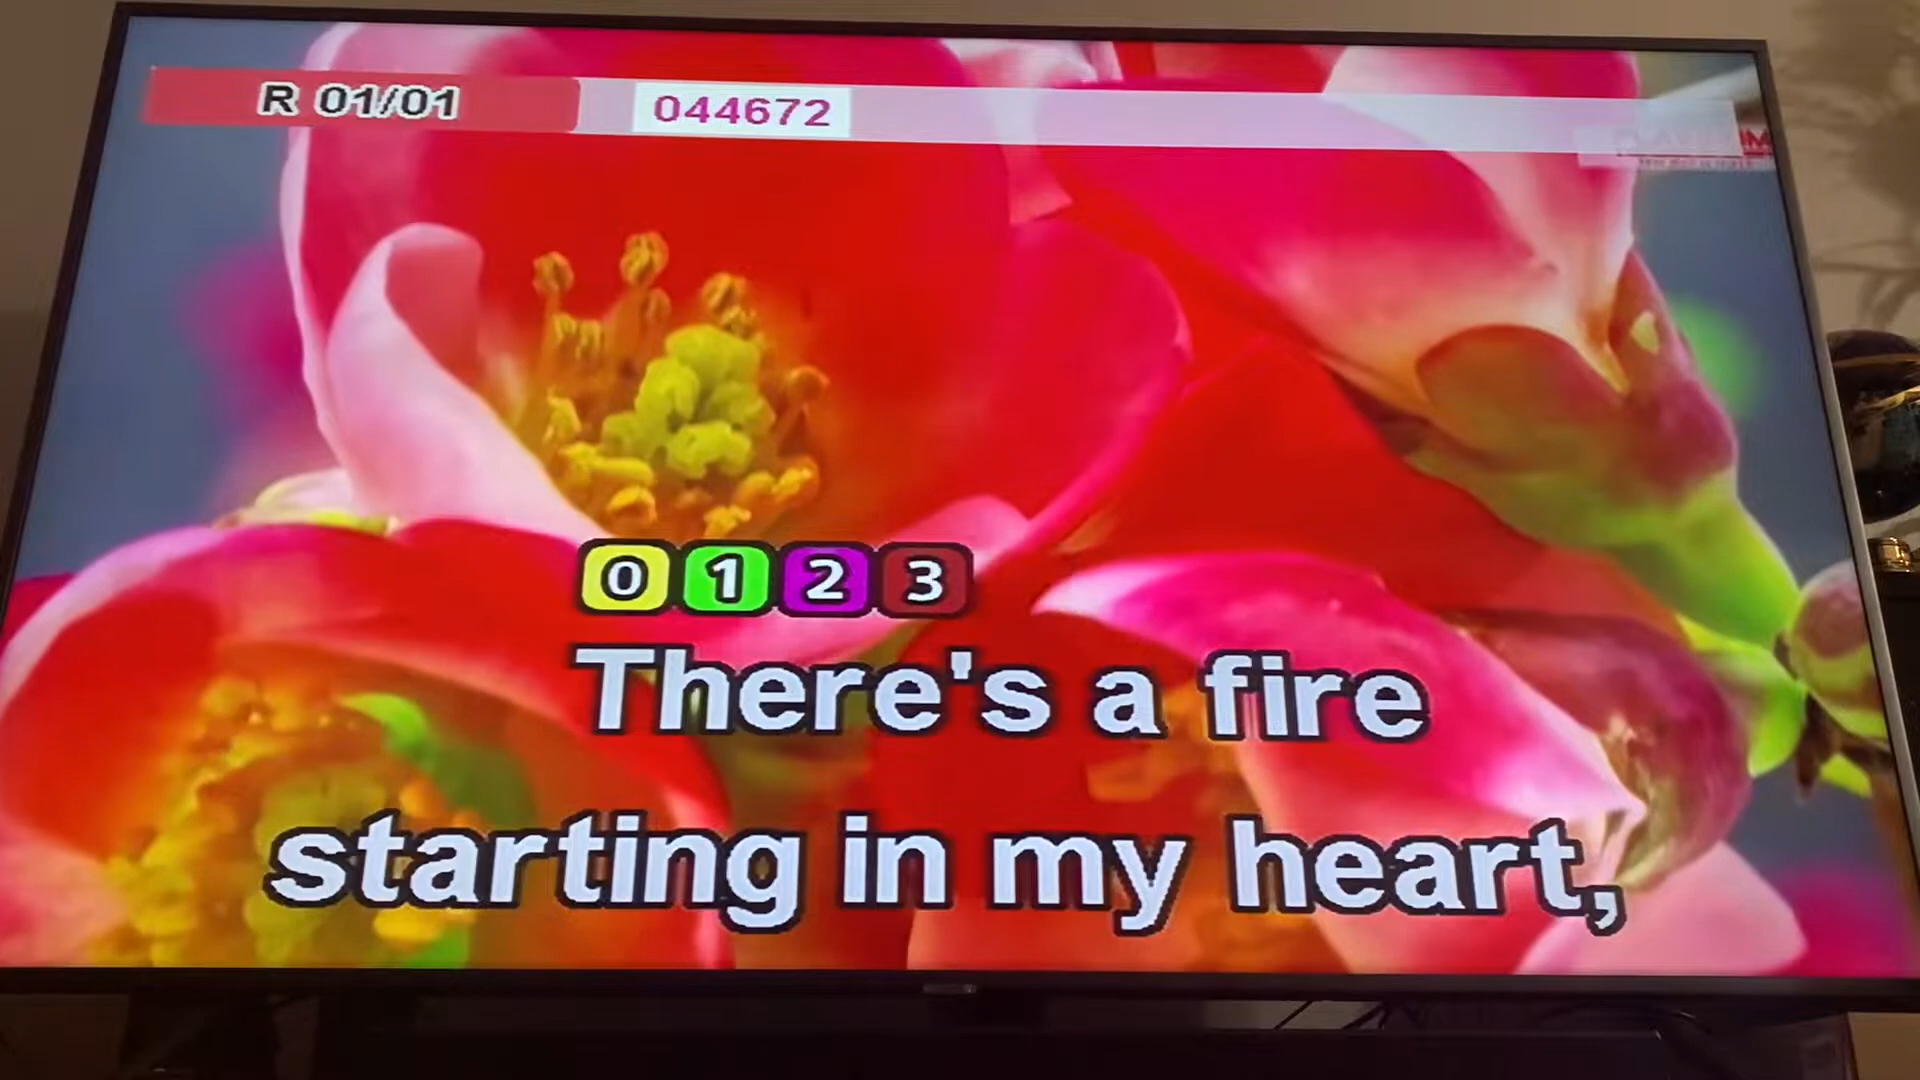 R 01/01
044672
0 1 2 3
There's a fire
starting in my heart,